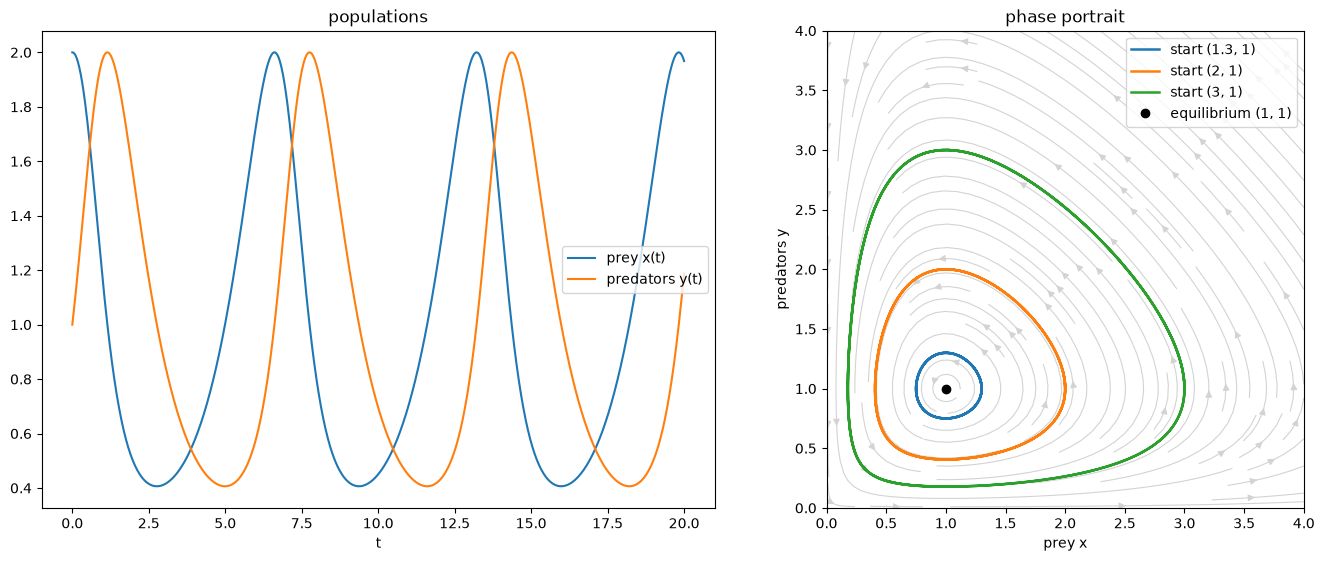 populations
2.0
1.8
1.6
1.4
1.2
1.0
0.8
0.6
0.4
prey x(t)
predators y(t)
0.0 2.5 5.0 7.5 10.0 12.5 15.0 17.5 20.0
t
phase portrait
predators y
4.0
3.5
3.0
2.5
2.0
1.5
1.0
0.5
0.0
start (1.3, 1)
start (2, 1)
start (3, 1)
equilibrium (1, 1)
0.0 0.5 1.0 1.5 2.0 2.5 3.0 3.5 4.0
prey x